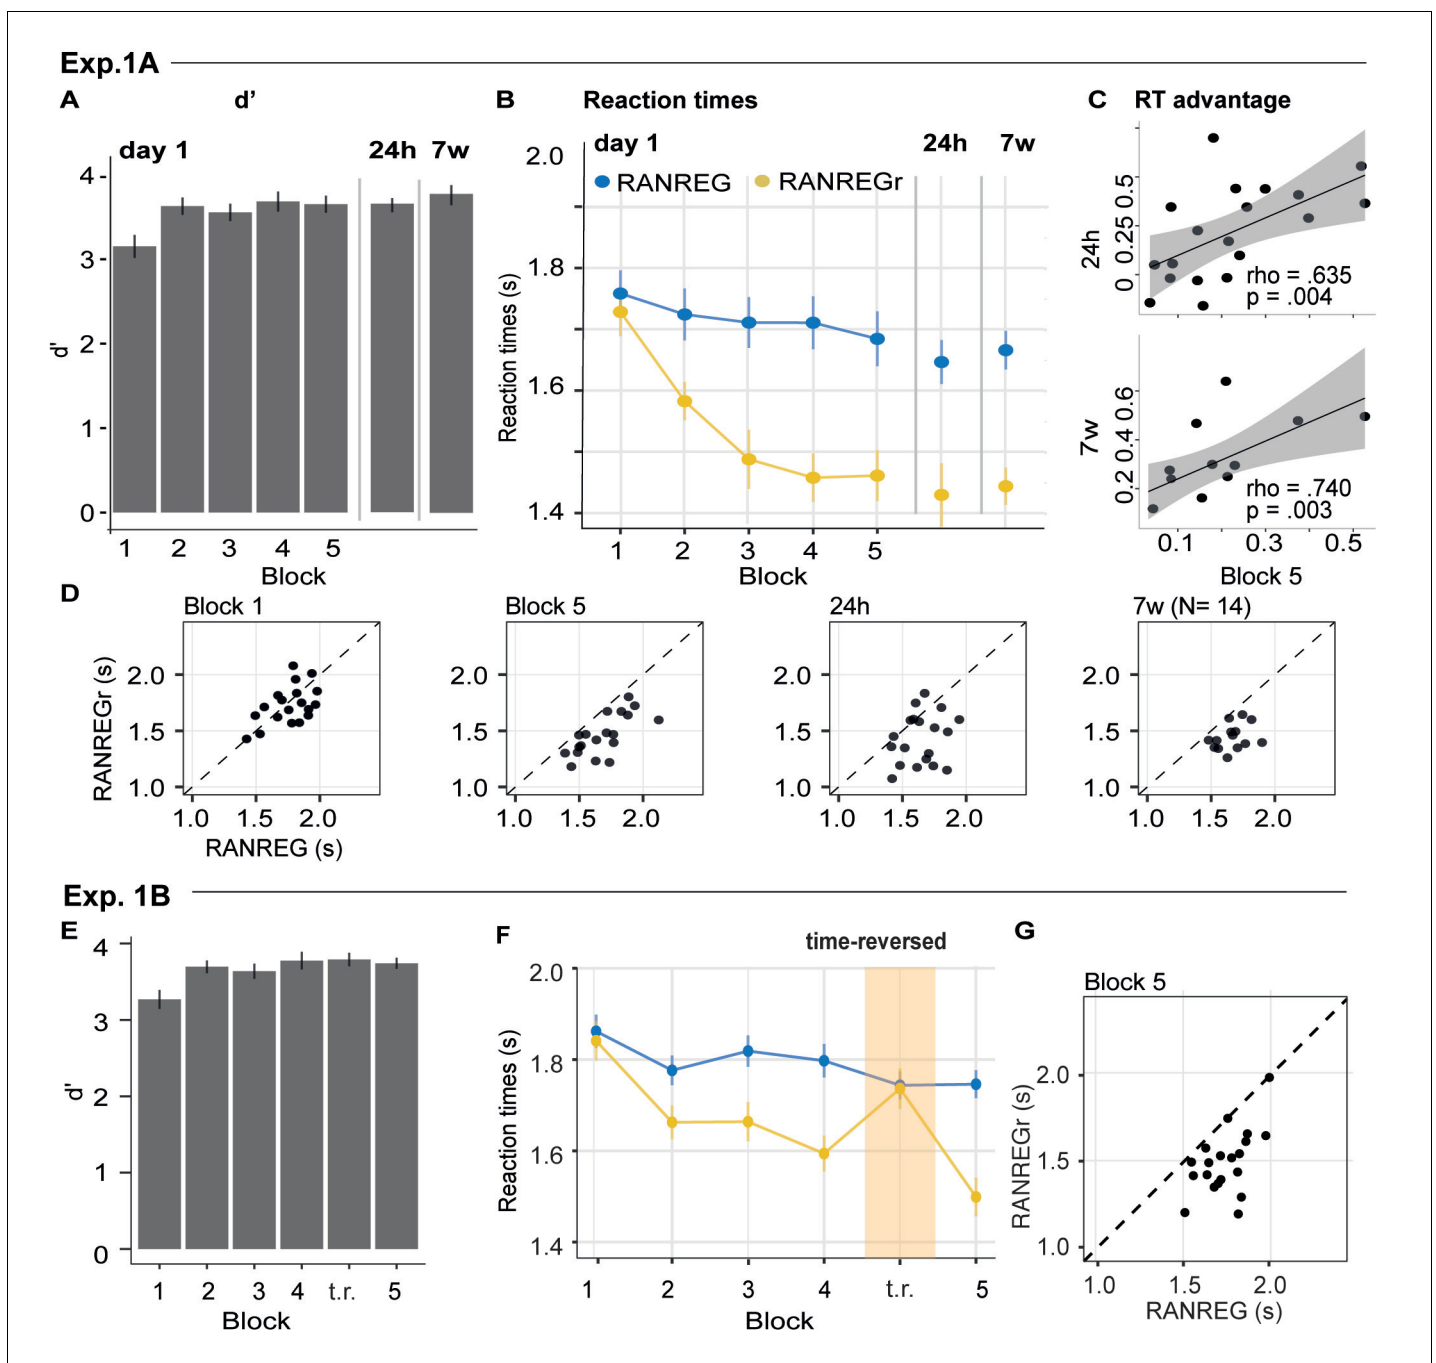 Exp.1A
A d’
day 1 24h 7w
4
3
2
1
0
d'
1 2 3 4 5
Block
B Reaction times
day 1 24h 7w
RANREG RANREGr
2.0
1.8
1.6
1.4
Reaction times (s)
1 2 3 4 5
Block
C RT advantage
24h
0.5
0.25
0
rho = .635
p = .004
7w
0.6
0.4
0.2
rho = .740
p = .003
0.1 0.3 0.5
Block 5
D
Block 1
RANREGr (s)
2.0
1.5
1.0
1.0 1.5 2.0
RANREG (s)
Block 5
2.0
1.5
1.0
1.0 1.5 2.0
24h
2.0
1.5
1.0
1.0 1.5 2.0
7w (N= 14)
2.0
1.5
1.0
1.0 1.5 2.0
Exp. 1B
E
4
3
2
1
0
d'
1 2 3 4 t.r. 5
Block
F
time-reversed
2.0
1.8
1.6
1.4
Reaction times (s)
1 2 3 4 t.r. 5
Block
G
Block 5
RANREGr (s)
2.0
1.5
1.0
1.0 1.5 2.0
RANREG (s)